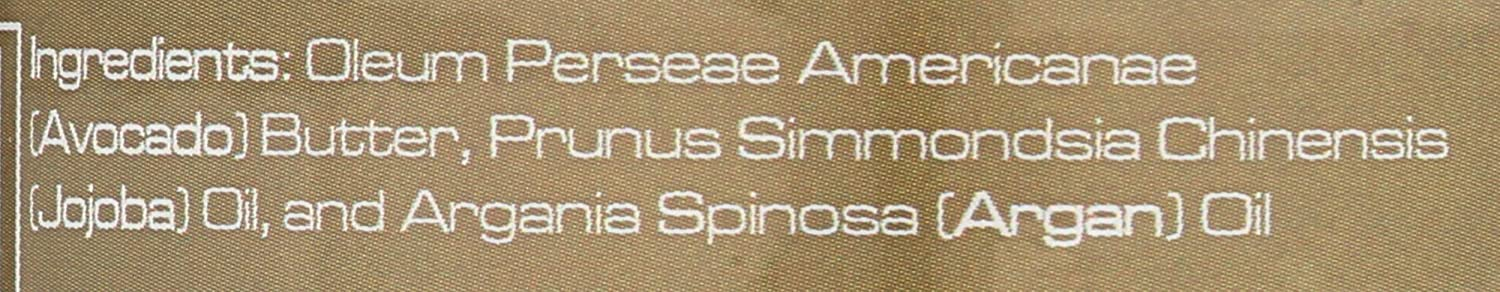 Ingredients: Oleum Perseae Americanae
(Avocado) Butter, Prunus Simmondsia Chinensis
(Jojoba) Oil, and Argania Spinosa (Argan) Oil